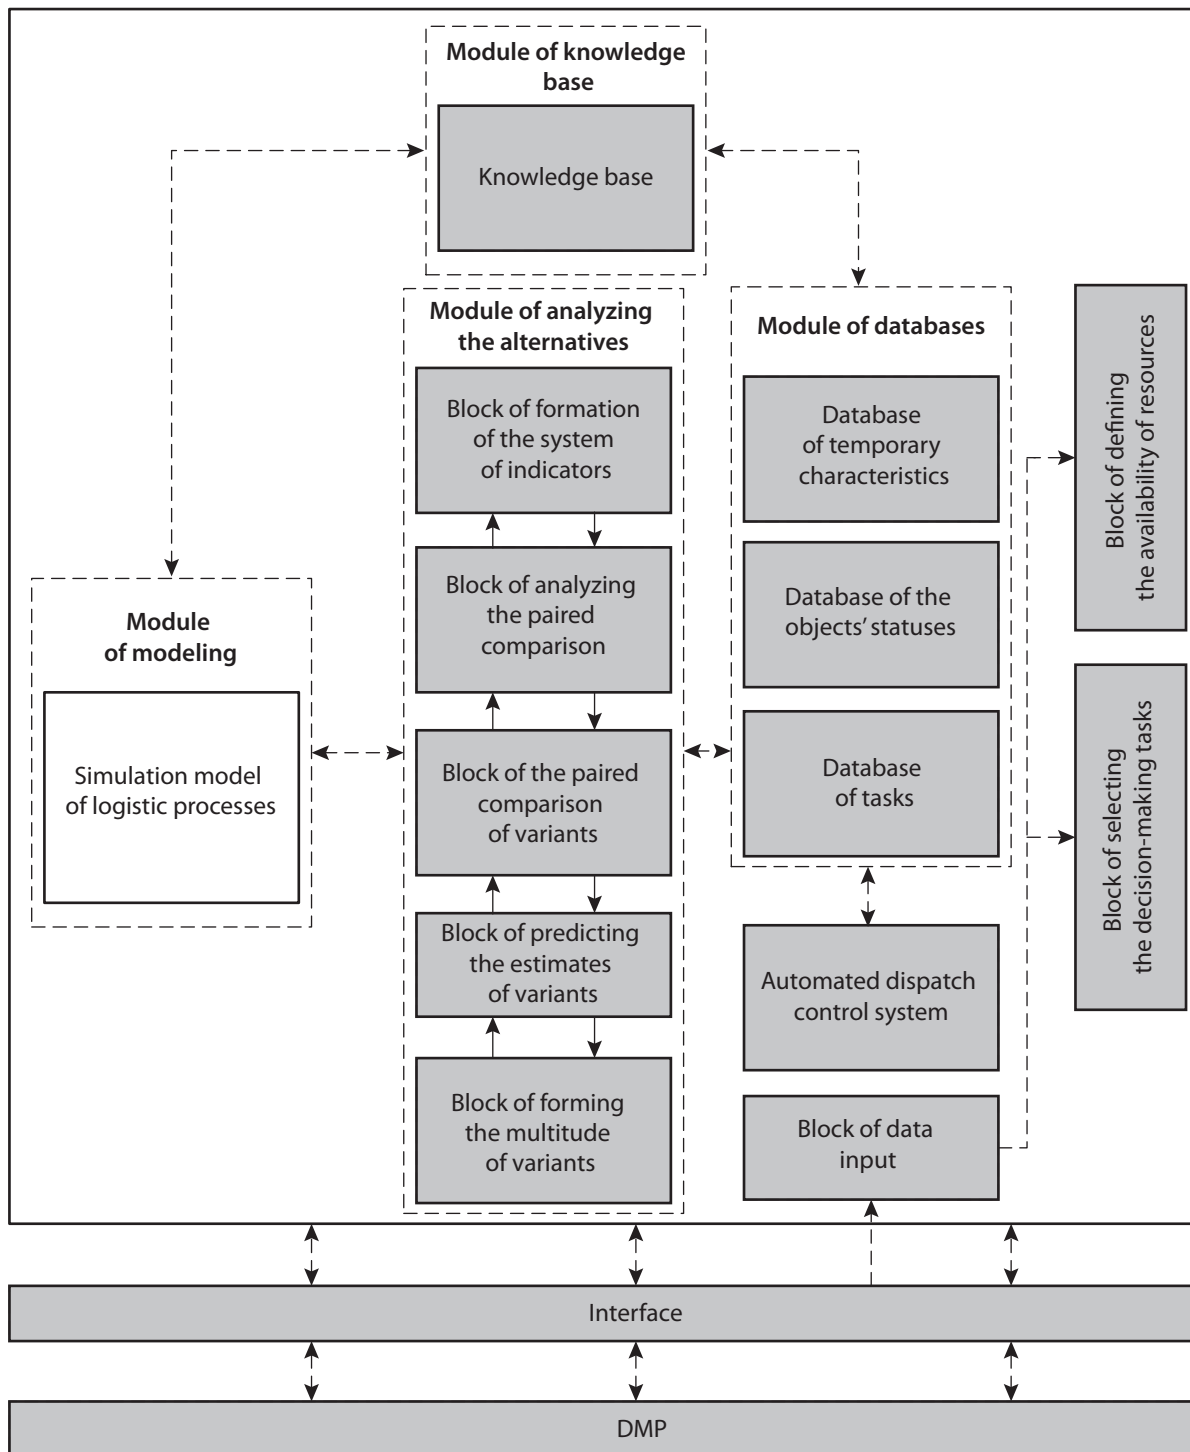 Module of knowledge
base
Knowledge base
Module of analyzing
the alternatives
Block of formation
of the system
of indicators
Block of analyzing
the paired
comparison
Block of the paired
comparison
of variants
Block of predicting
the estimates
of variants
Block of forming
the multitude
of variants
Module
of modeling
Simulation model
of logistic processes
Module of databases
Database
of temporary
characteristics
Database of the
objects’ statuses
Database
of tasks
Automated dispatch
control system
Block of data
input
Block of defining
the availability of resources
Block of selecting
the decision-making tasks
Interface
DMP